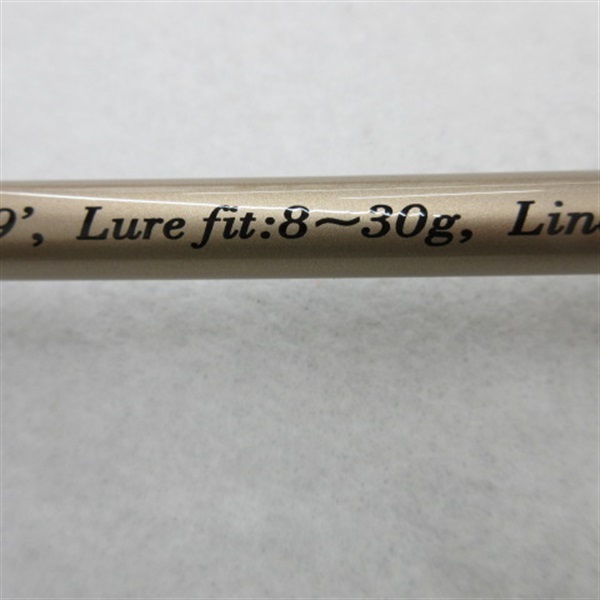 9', Lure fit:8～30g, Lin